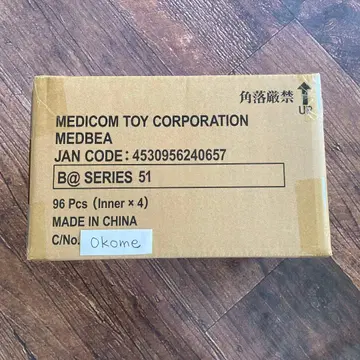 角落厳禁
UP
MEDICOM TOY CORPORATION
MEDBEA
JAN CODE: 4530956240657
B@ SERIES 51
96 Pcs (Inner × 4)
MADE IN CHINA
C/No. Okome